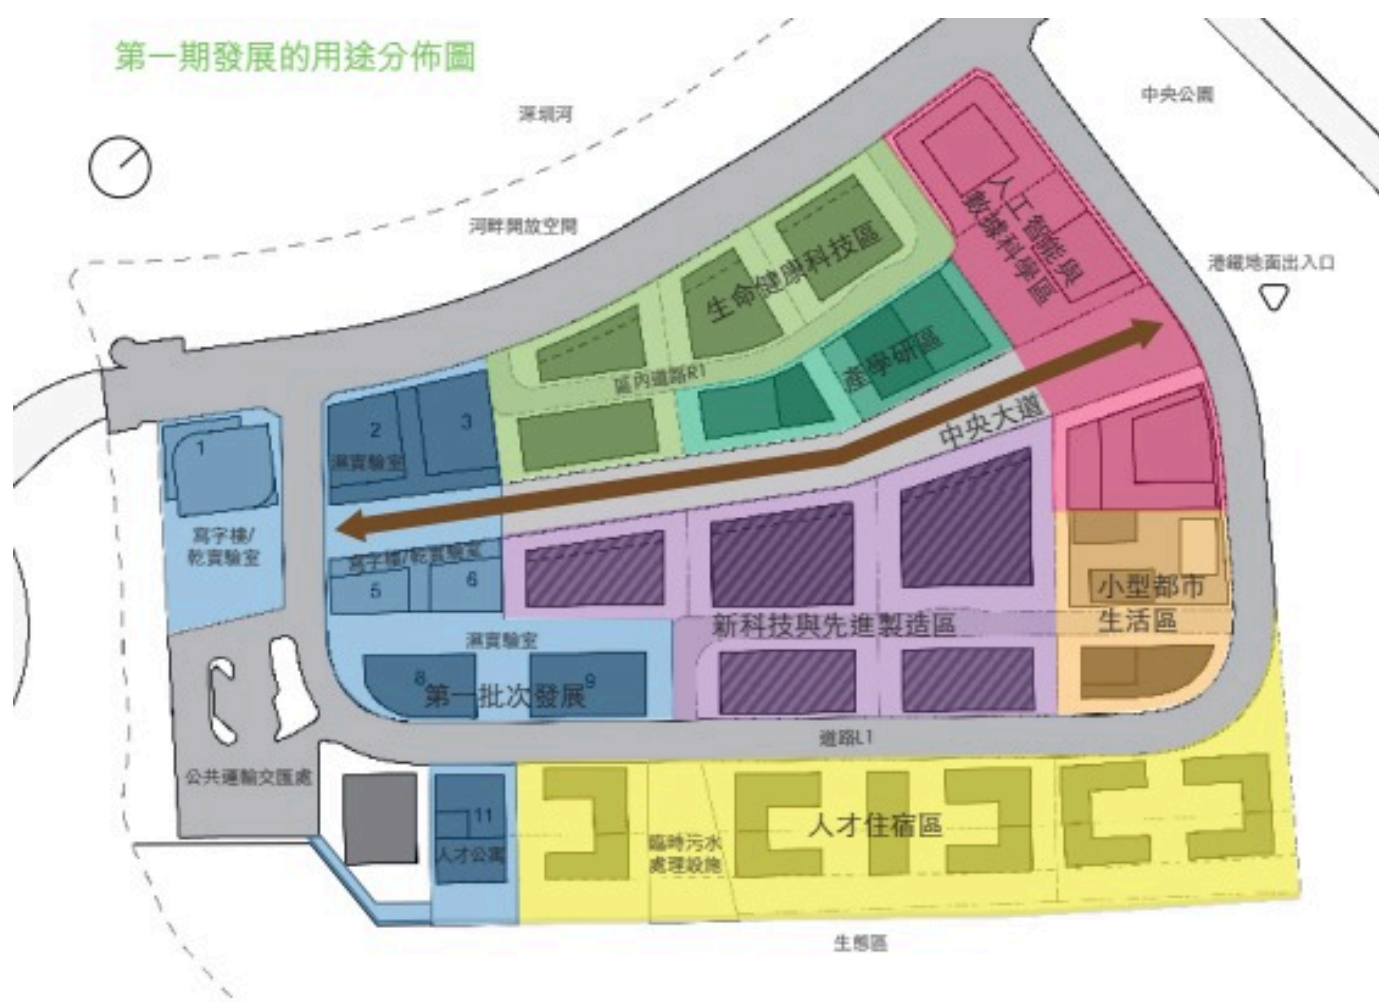 第一期發展的用途分佈圖
中央公園
深圳河
河畔開放空間
港鐵地面出入口
人工智能與
數據科學區
生命健康科技區
產學研區
區內道路R1
中央大道
1
2
3
濕實驗室
寫字樓/
乾實驗室
寫字樓/乾實驗室
5
6
小型都市
生活區
新科技與先進製造區
濕實驗室
8
9
第一批次發展
道路L1
公共運輸交匯處
11
人才公寓
人才住宿區
臨時污水
處理設施
生態區